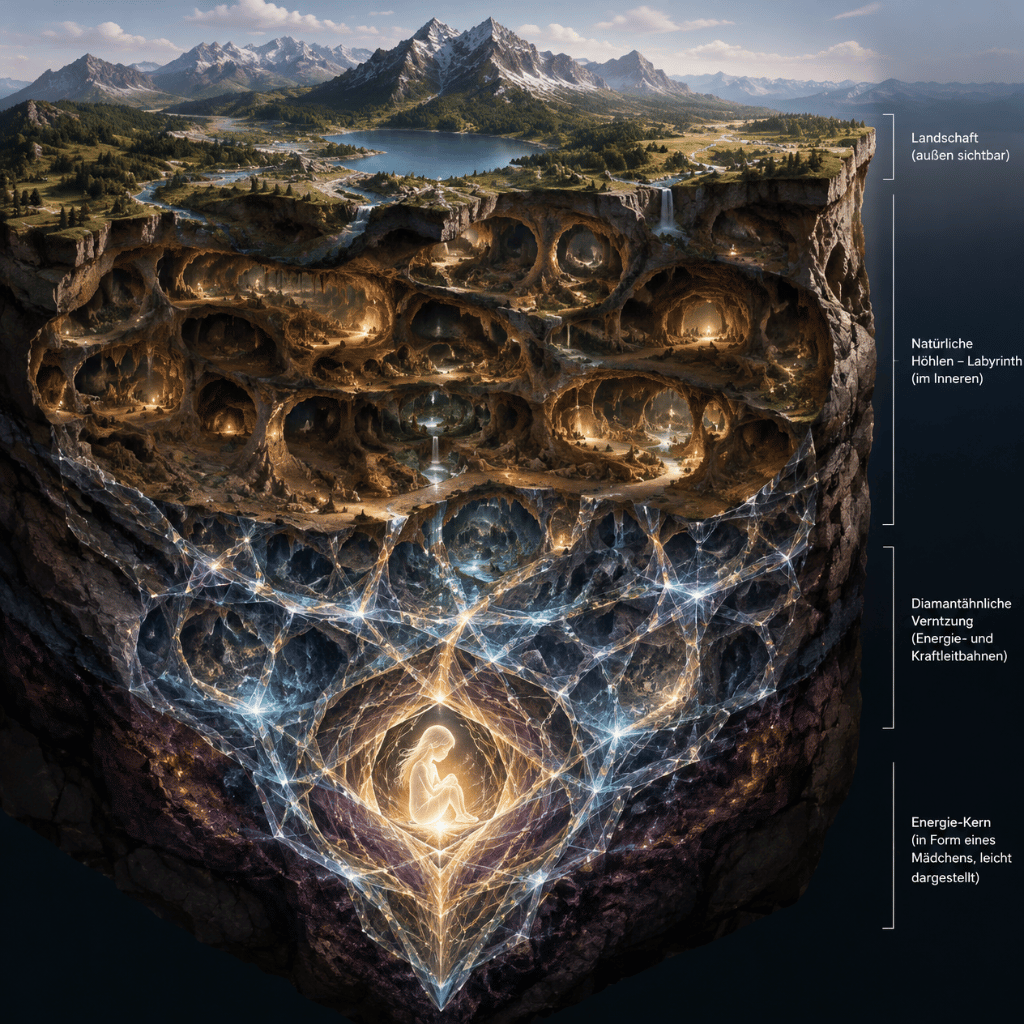 Landschaft
(außen sichtbar)
Natürliche
Höhlen – Labyrinth
(im Inneren)
Diamantähnliche
Verntzung
(Energie- und
Kraftleitbahnen)
Energie-Kern
(in Form eines
Mädchens, leicht
dargestellt)